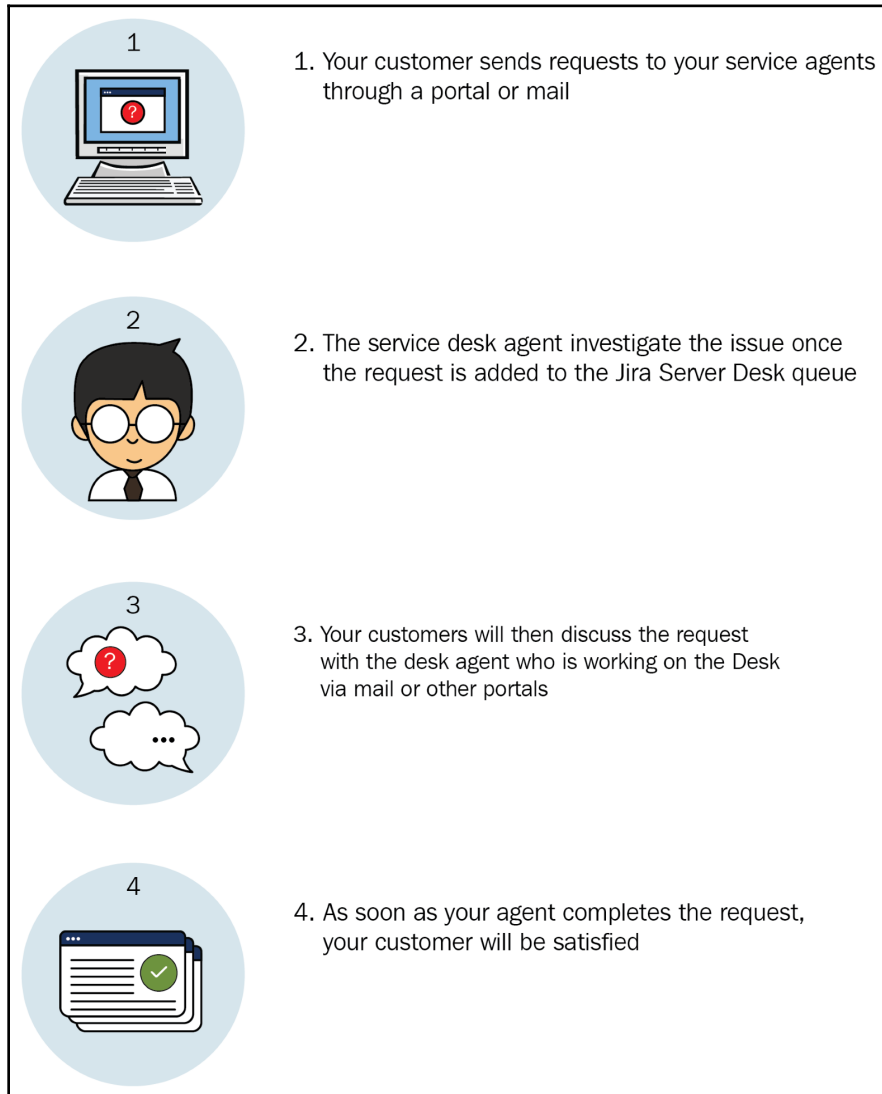 1
1. Your customer sends requests to your service agents
through a portal or mail
?
2
2. The service desk agent investigate the issue once
the request is added to the Jira Server Desk queue
3
?
...
3. Your customers will then discuss the request
with the desk agent who is working on the Desk
via mail or other portals
4
4. As soon as your agent completes the request,
your customer will be satisfied